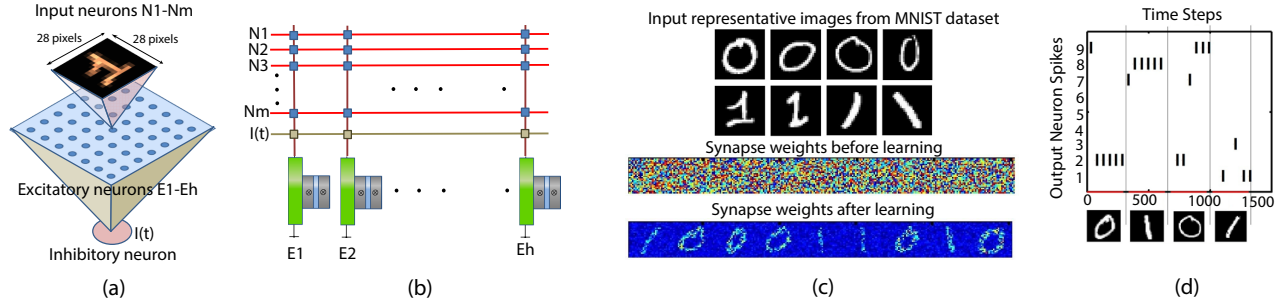 Input neurons N1-Nm
28 pixels
28 pixels
Excitatory neurons E1-Eh
I(t)
Inhibitory neuron
(a)
N1
N2
N3
Nm
I(t)
E1
E2
Eh
(b)
Input representative images from MNIST dataset
Synapse weights before learning
Synapse weights after learning
(c)
Time Steps
Output Neuron Spikes
9
8
7
6
5
4
3
2
1
0
500
1000
1500
(d)